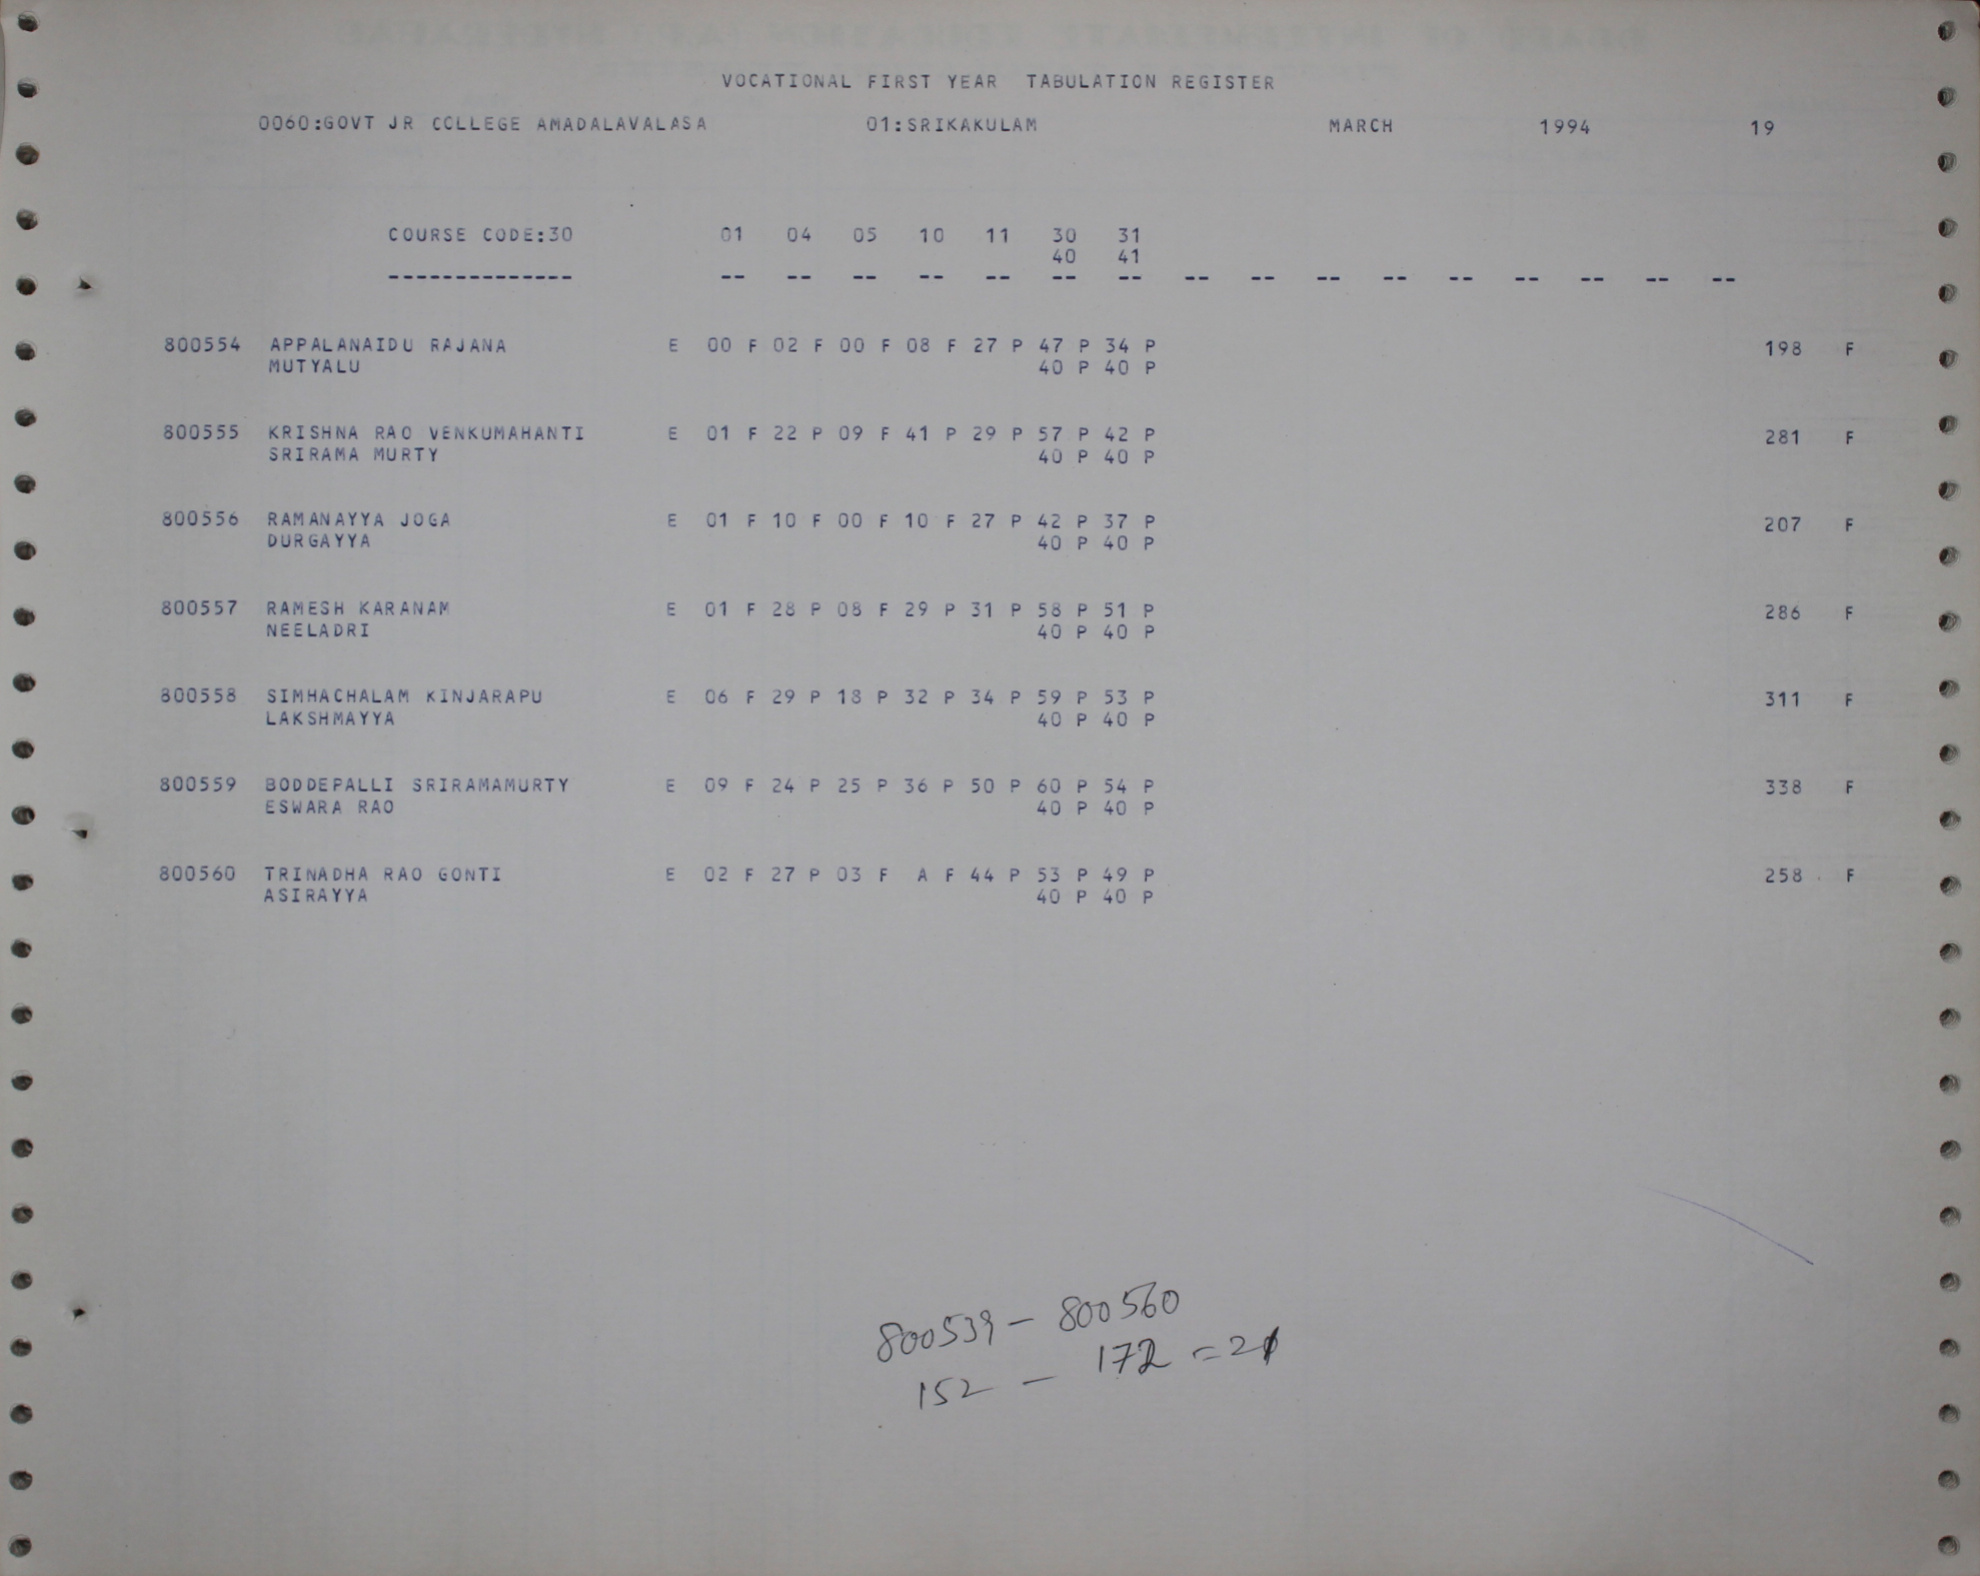 VOCATIONAL FIRST YEAR TABULATION REGISTER
0060:GOVT JR COLLEGE AMADALAVALASA 01:SRIKAKULAM MARCH 1994 19
COURSE CODE:30 01 04 05 10 11 30 31
40 41
-------------- -- -- -- -- -- -- -- -- -- -- -- -- -- -- -- --
800554 APPALANAIDU RAJANA E 00 F 02 F 00 F 08 F 27 P 47 P 34 P 198 F
MUTYALU 40 P 40 P
800555 KRISHNA RAO VENKUMAHANTI E 01 F 22 P 09 F 41 P 29 P 57 P 42 P 281 F
SRIRAMA MURTY 40 P 40 P
800556 RAMANAYYA JOGA E 01 F 10 F 00 F 10 F 27 P 42 P 37 P 207 F
DURGAYYA 40 P 40 P
800557 RAMESH KARANAM E 01 F 28 P 08 F 29 P 31 P 58 P 51 P 286 F
NEELADRI 40 P 40 P
800558 SIMHACHALAM KINJARAPU E 06 F 29 P 18 P 32 P 34 P 59 P 53 P 311 F
LAKSHMAYYA 40 P 40 P
800559 BODDEPALLI SRIRAMAMURTY E 09 F 24 P 25 P 36 P 50 P 60 P 54 P 338 F
ESWARA RAO 40 P 40 P
800560 TRINADHA RAO GONTI E 02 F 27 P 03 F A F 44 P 53 P 49 P 258 F
ASIRAYYA 40 P 40 P
800539 - 800560
152 - 172 = 21